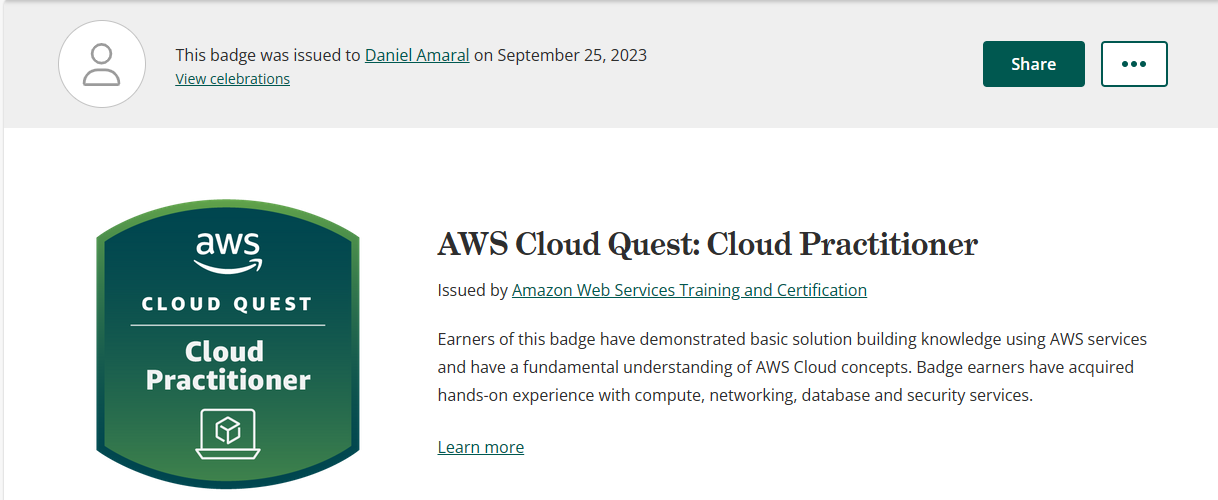 This badge was issued to Daniel Amaral on September 25, 2023
View celebrations
Share
aws
CLOUD QUEST
Cloud
Practitioner
AWS Cloud Quest: Cloud Practitioner
Issued by Amazon Web Services Training and Certification
Earners of this badge have demonstrated basic solution building knowledge using AWS services
and have a fundamental understanding of AWS Cloud concepts. Badge earners have acquired
hands-on experience with compute, networking, database and security services.
Learn more